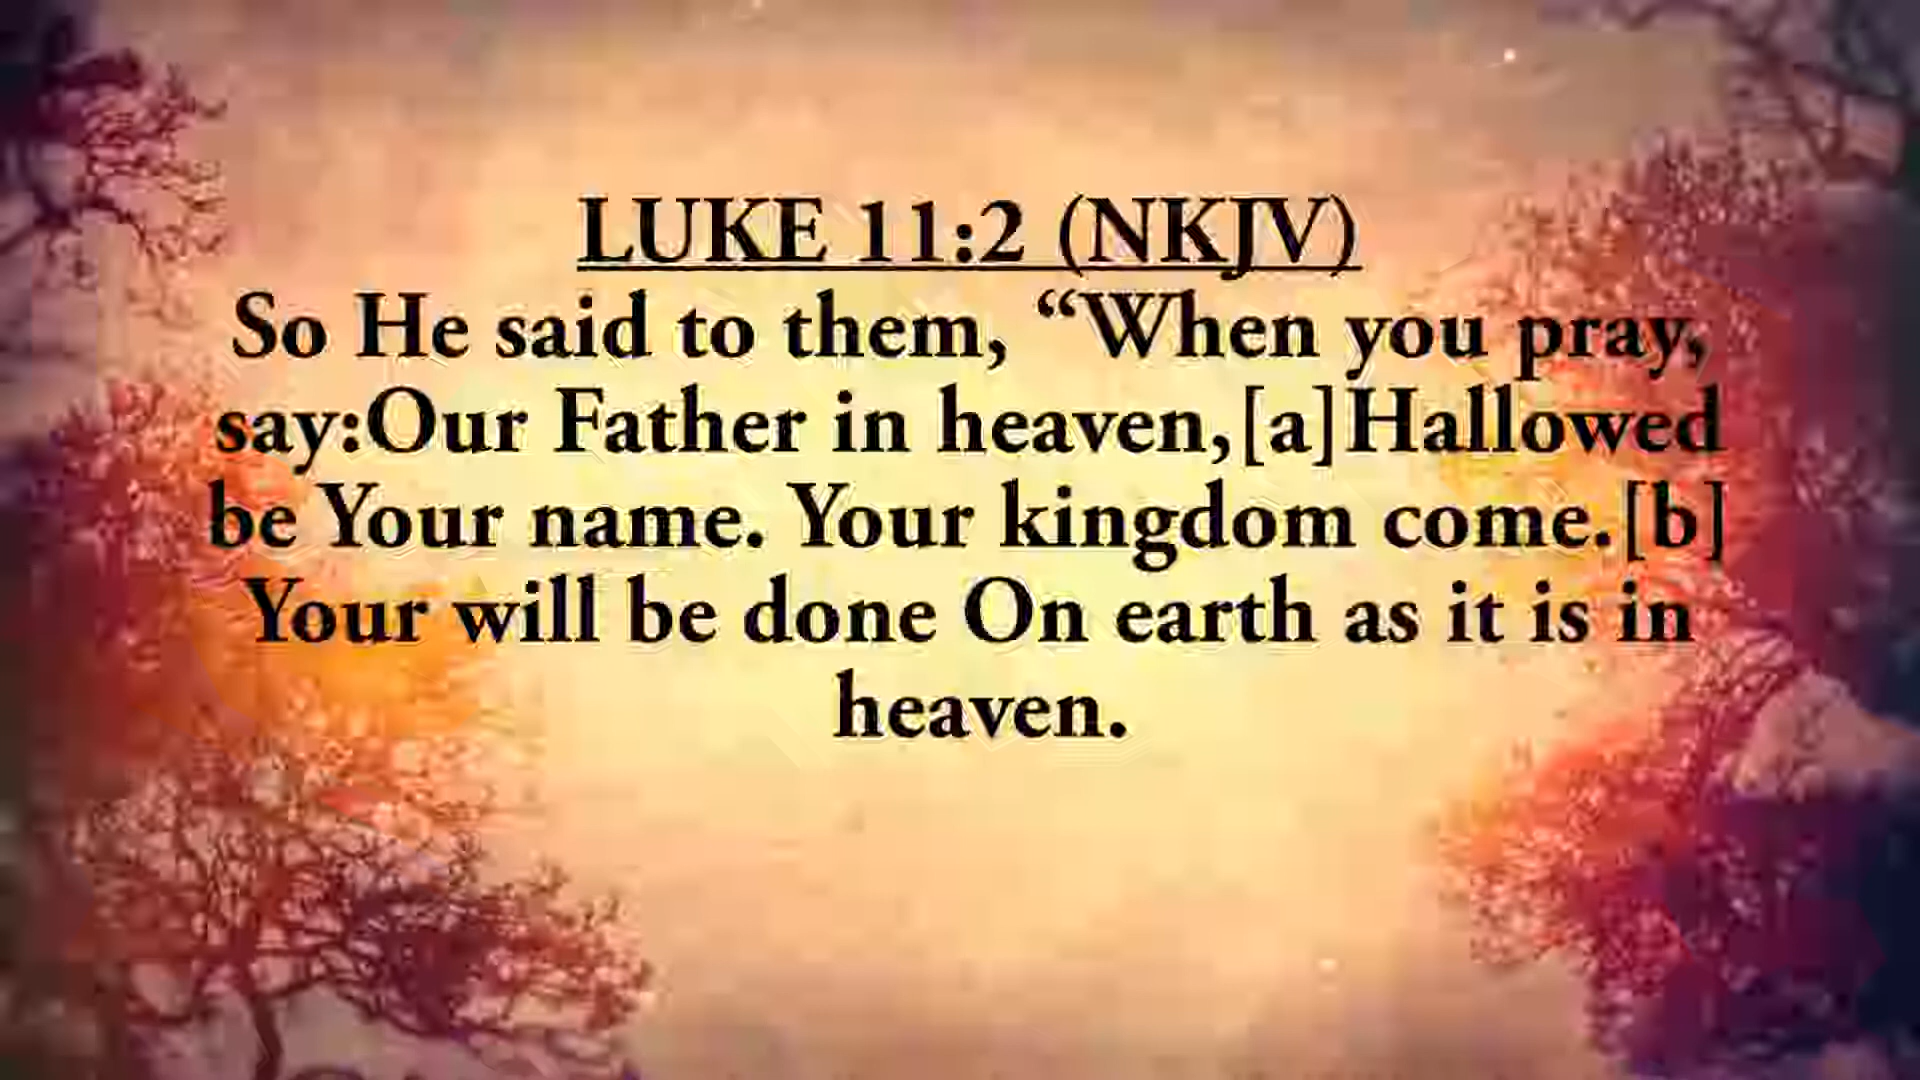 LUKE 11:2 (NKJV)
So He said to them, “When you pray,
say:Our Father in heaven,[a]Hallowed
be Your name. Your kingdom come.[b]
Your will be done On earth as it is in
heaven.